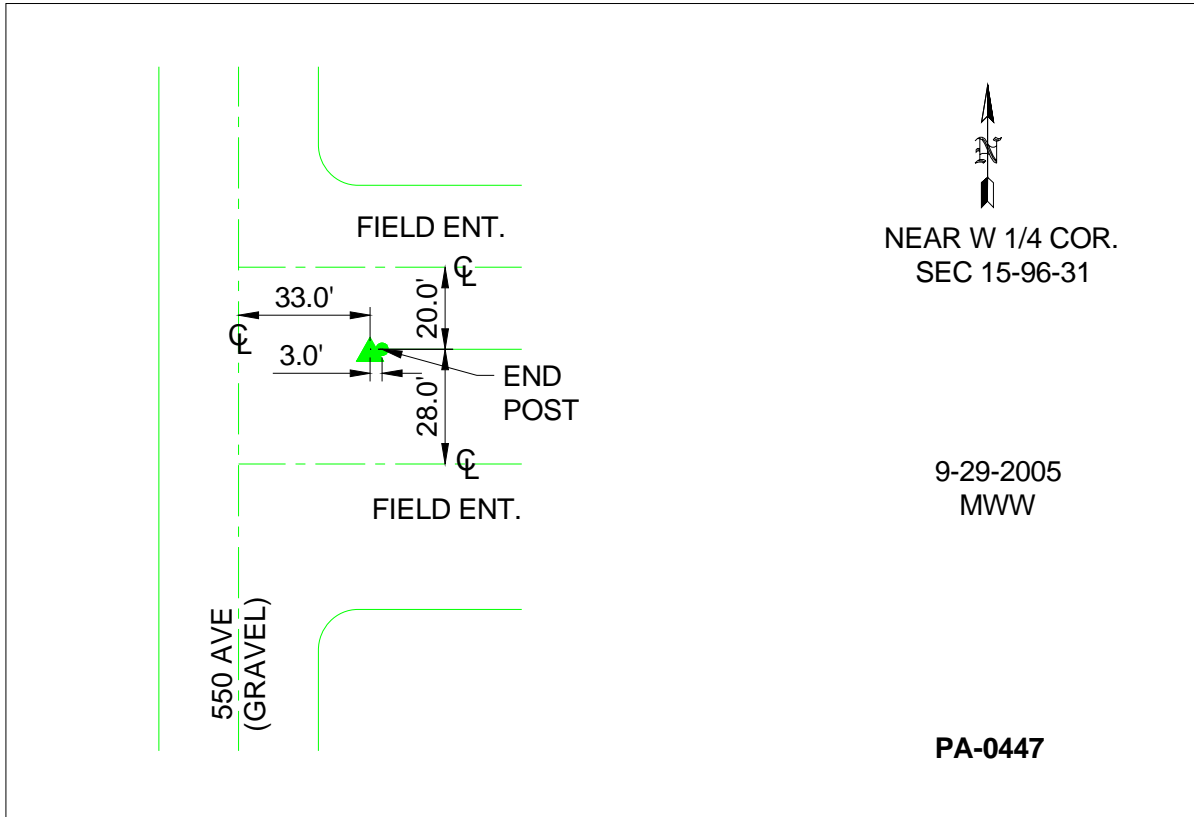 N
NEAR W 1/4 COR.
SEC 15-96-31
FIELD ENT.
℄
33.0'
20.0'
℄
3.0'
END
POST
28.0'
℄
FIELD ENT.
9-29-2005
MWW
550 AVE
(GRAVEL)
PA-0447